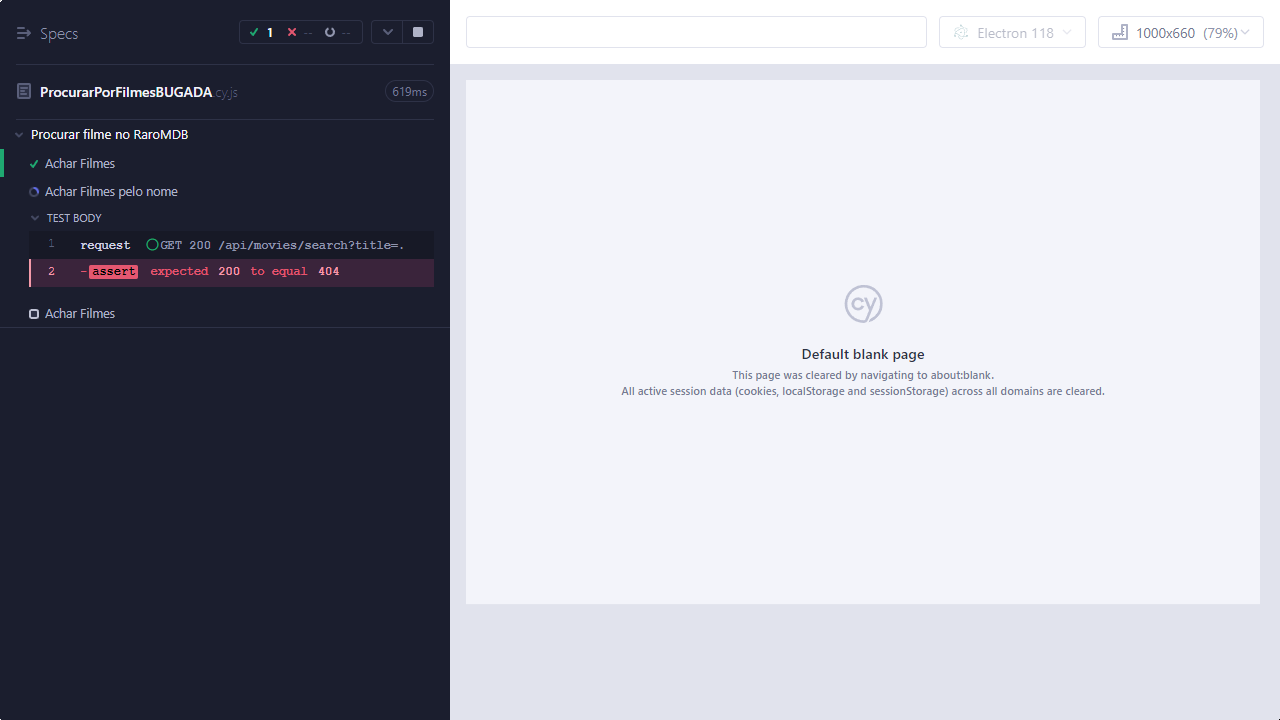 Specs
1
--
--
ProcurarPorFilmesBUGADA cy.js
619ms
Procurar filme no RaroMDB
Achar Filmes
Achar Filmes pelo nome
TEST BODY
1 request GET 200 /api/movies/search?title=.
2 -assert expected 200 to equal 404
Achar Filmes
Electron 118
1000x660 (79%)
cy
Default blank page
This page was cleared by navigating to about:blank.
All active session data (cookies, localStorage and sessionStorage) across all domains are cleared.